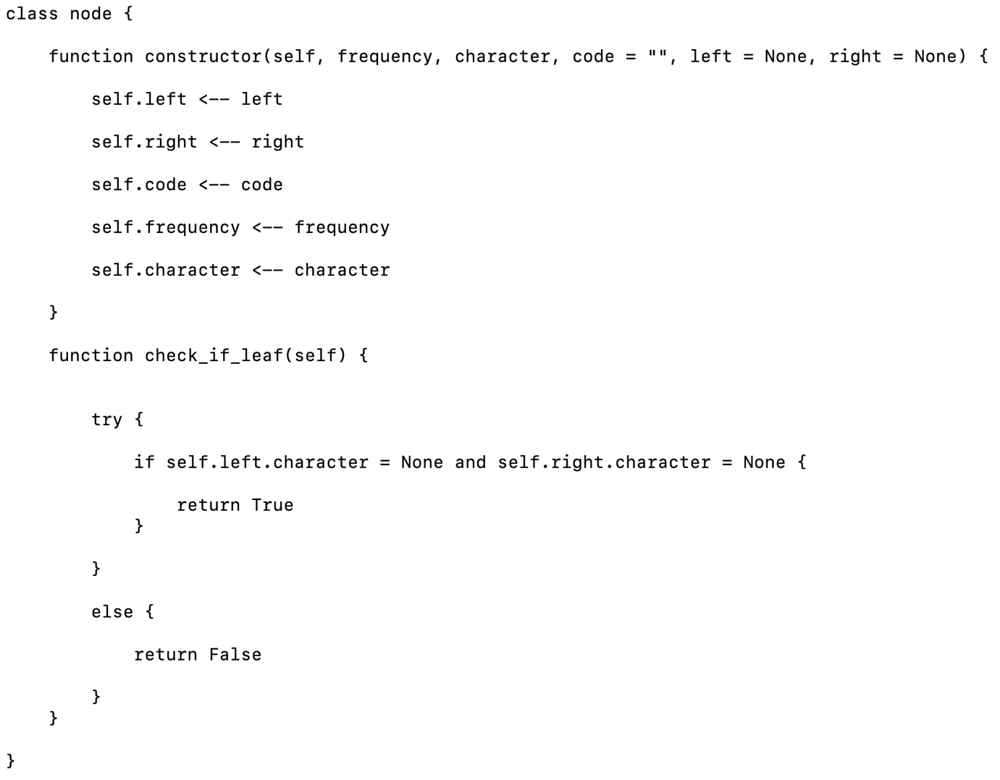 class node {
function constructor(self, frequency, character, code = "", left = None, right = None) {
self.left <-- left
self.right <-- right
self.code <-- code
self.frequency <-- frequency
self.character <-- character
}
function check_if_leaf(self) {
try {
if self.left.character = None and self.right.character = None {
return True
}
}
else {
return False
}
}
}